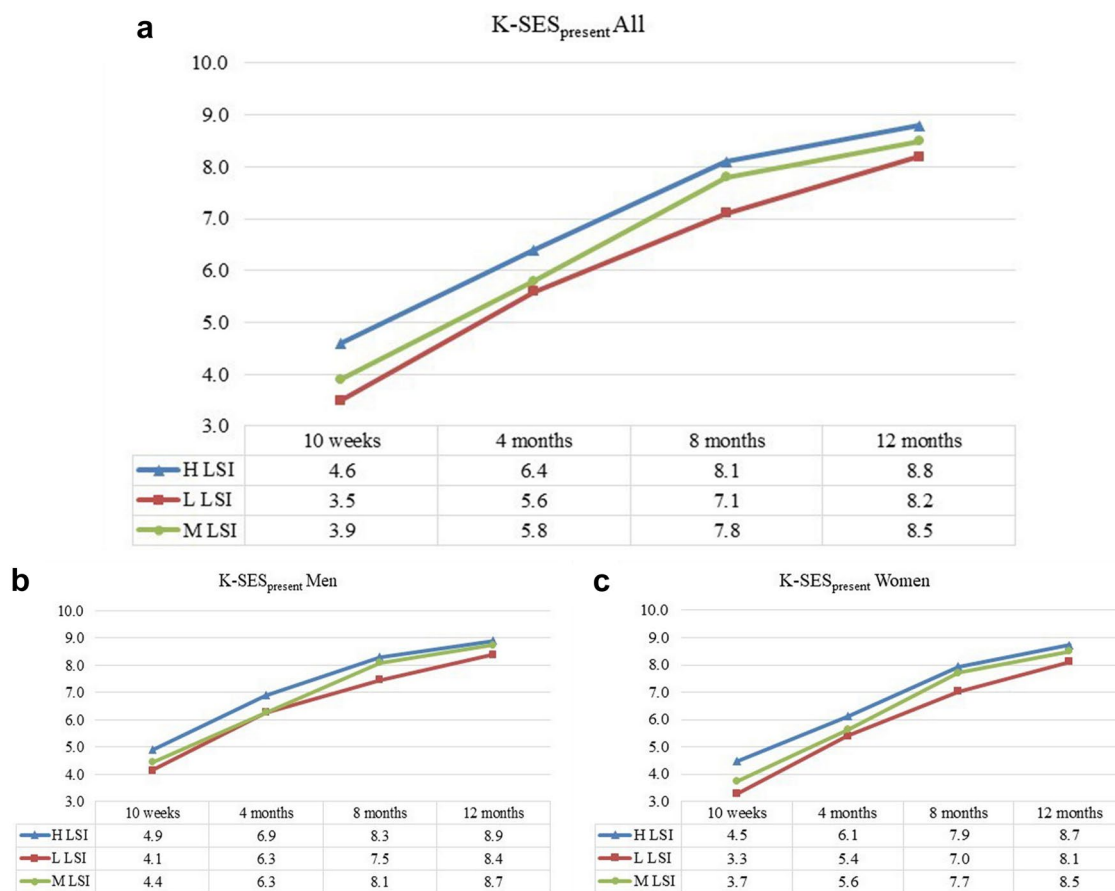 a
K-SESpresent All
10.0
9.0
8.0
7.0
6.0
5.0
4.0
3.0
10 weeks 4 months 8 months 12 months
H LSI 4.6 6.4 8.1 8.8
L LSI 3.5 5.6 7.1 8.2
M LSI 3.9 5.8 7.8 8.5
b
K-SESpresent Men
10.0
9.0
8.0
7.0
6.0
5.0
4.0
3.0
10 weeks 4 months 8 months 12 months
H LSI 4.9 6.9 8.3 8.9
L LSI 4.1 6.3 7.5 8.4
M LSI 4.4 6.3 8.1 8.7
c
K-SESpresent Women
10.0
9.0
8.0
7.0
6.0
5.0
4.0
3.0
10 weeks 4 months 8 months 12 months
H LSI 4.5 6.1 7.9 8.7
L LSI 3.3 5.4 7.0 8.1
M LSI 3.7 5.6 7.7 8.5